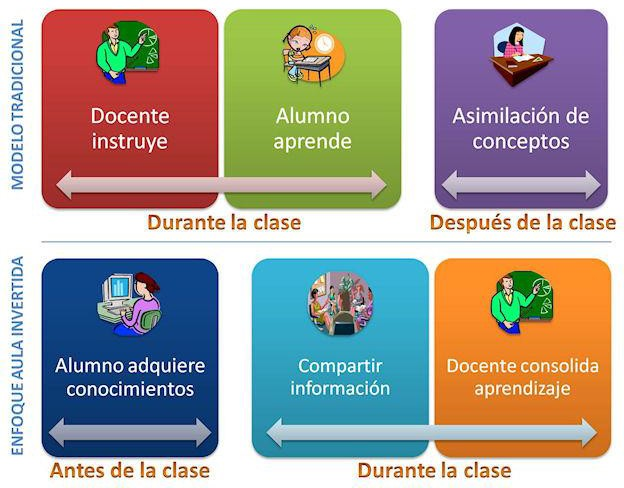 MODELO TRADICIONAL
Docente
instruye
Alumno
aprende
Asimilación de
conceptos
Durante la clase
Después de la clase
ENFOQUE AULA INVERTIDA
Alumno adquiere
conocimientos
Compartir
información
Docente consolida
aprendizaje
Antes de la clase
Durante la clase